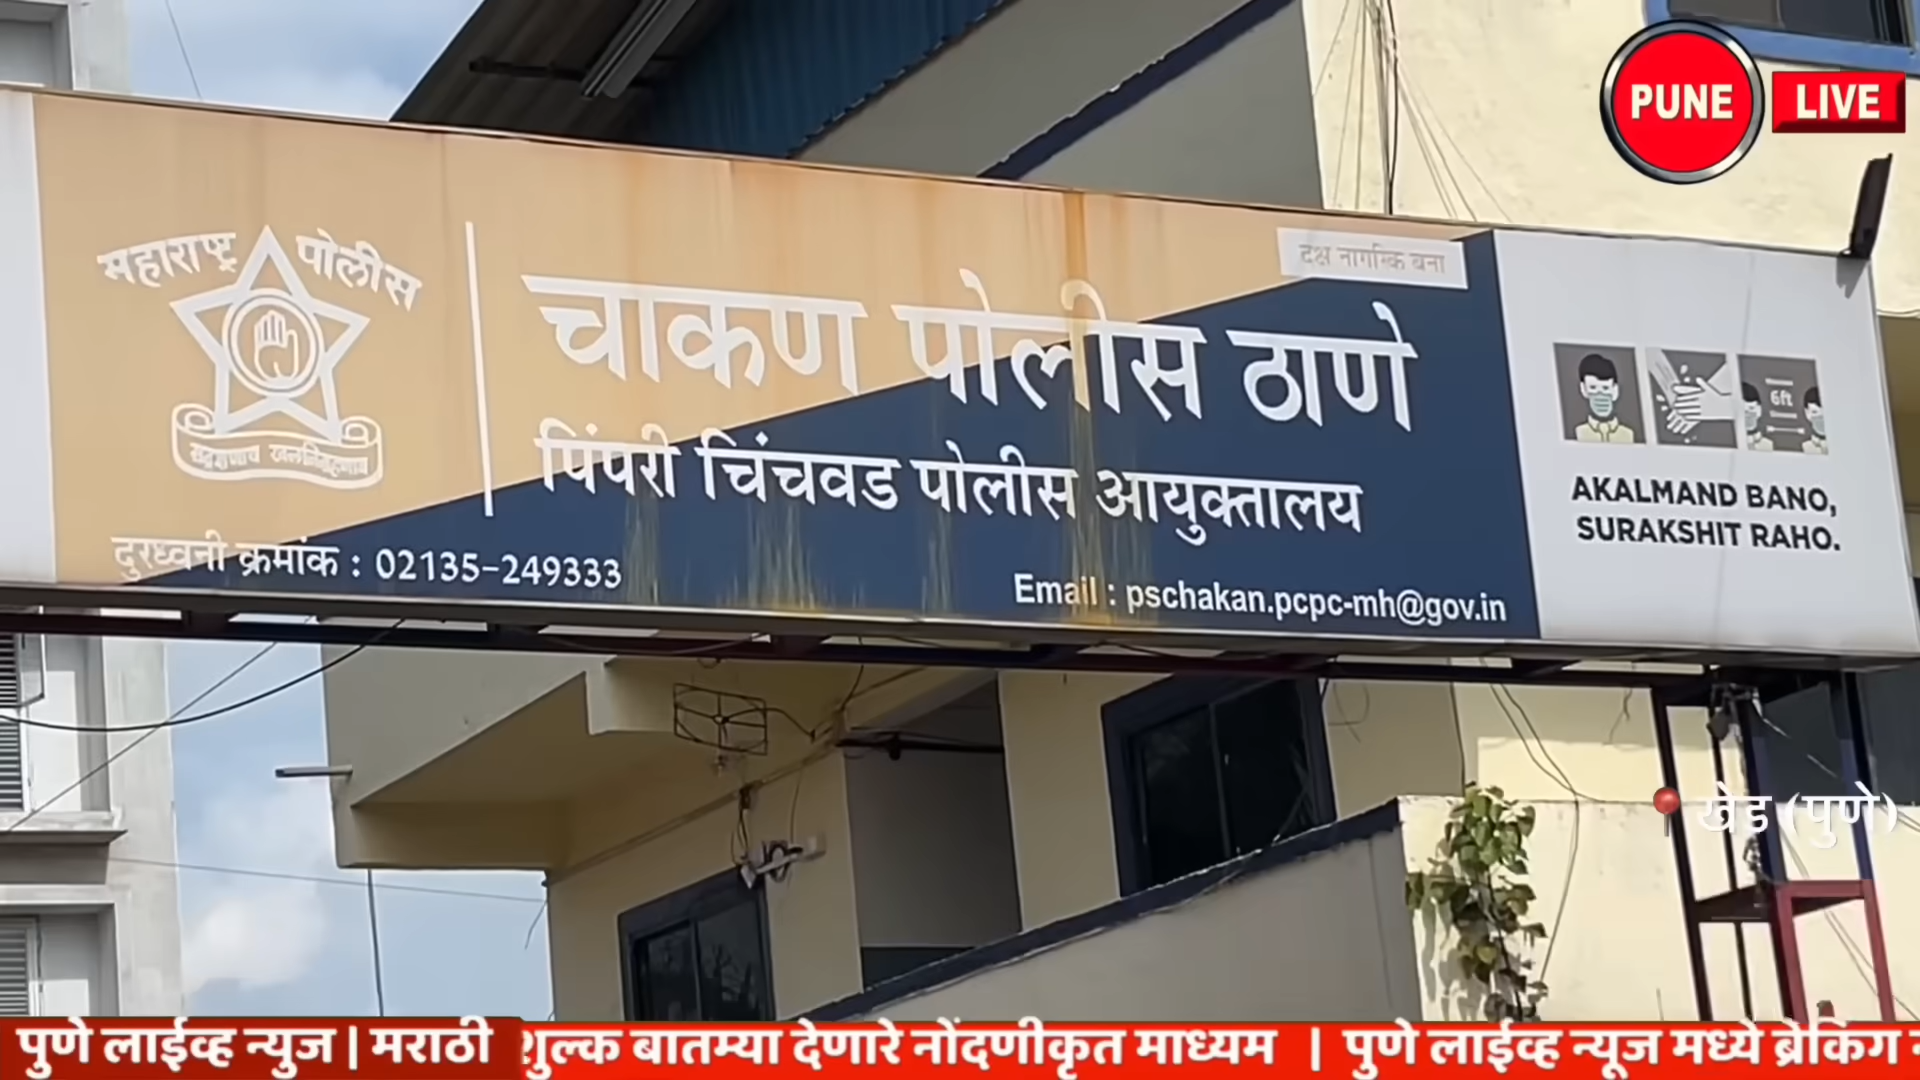 PUNE LIVE
महाराष्ट्र पोलीस
दक्ष नागरिक बना
चाकण पोलीस ठाणे
पिंपरी चिंचवड पोलीस आयुक्तालय
दुरध्वनी क्रमांक : 02135-249333
Email : pschakan.pcpc-mh@gov.in
6ft
AKALMAND BANO,
SURAKSHIT RAHO.
खेड (पुणे)
पुणे लाईव्ह न्युज | मराठी
शुल्क बातम्या देणारे नोंदणीकृत माध्यम | पुणे लाईव्ह न्यूज मध्ये ब्रेकिंग